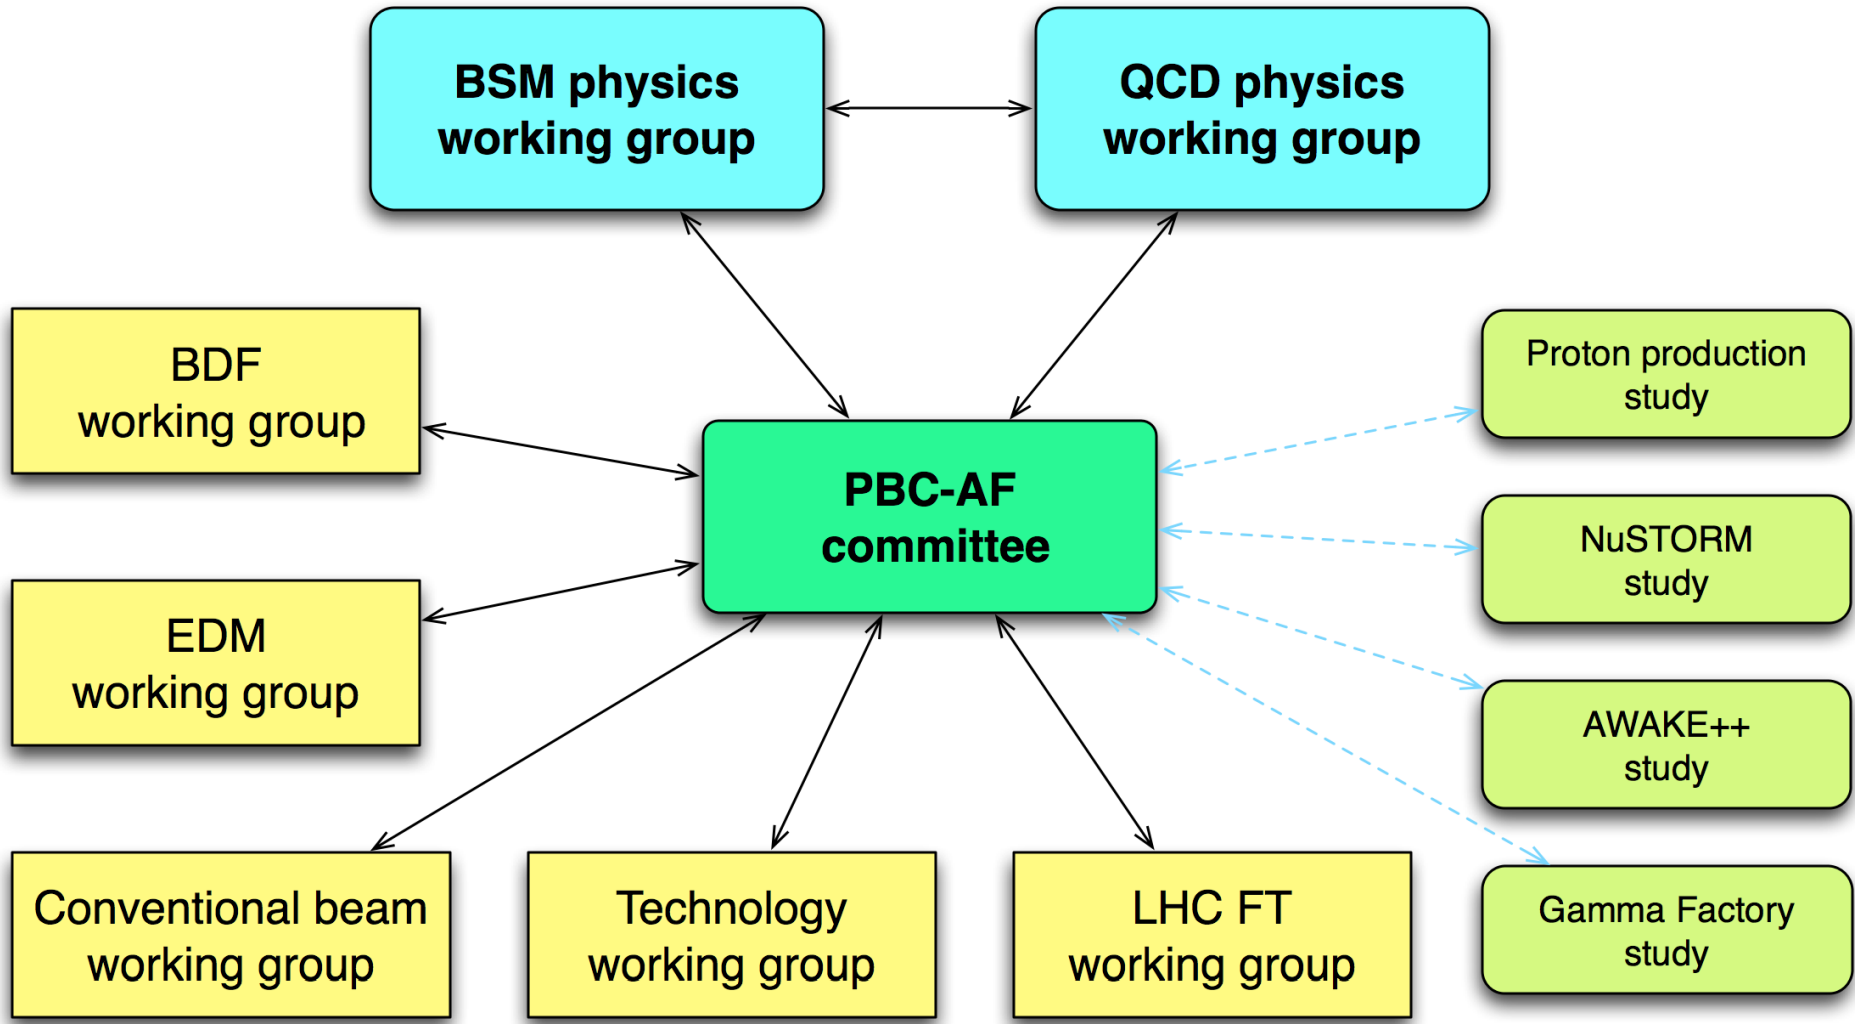 BSM physics
working group
QCD physics
working group
BDF
working group
Proton production
study
PBC-AF
committee
NuSTORM
study
EDM
working group
AWAKE++
study
Conventional beam
working group
Technology
working group
LHC FT
working group
Gamma Factory
study